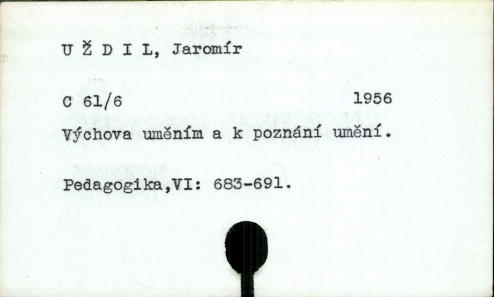 U Ž D I L, Jaromír
C 61/6 1956
Výchova uměním a k poznání umění.
Pedagogika,VI: 683-691.